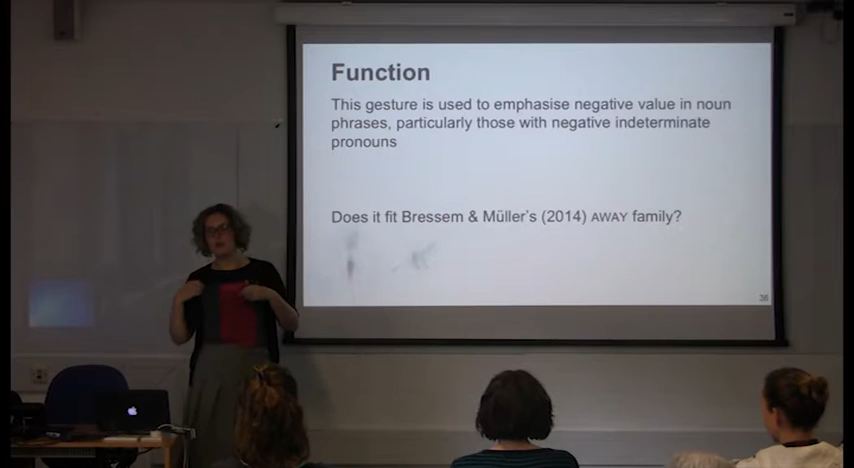 Function
This gesture is used to emphasise negative value in noun
phrases, particularly those with negative indeterminate
pronouns
Does it fit Bressem & Müller's (2014) AWAY family?
36